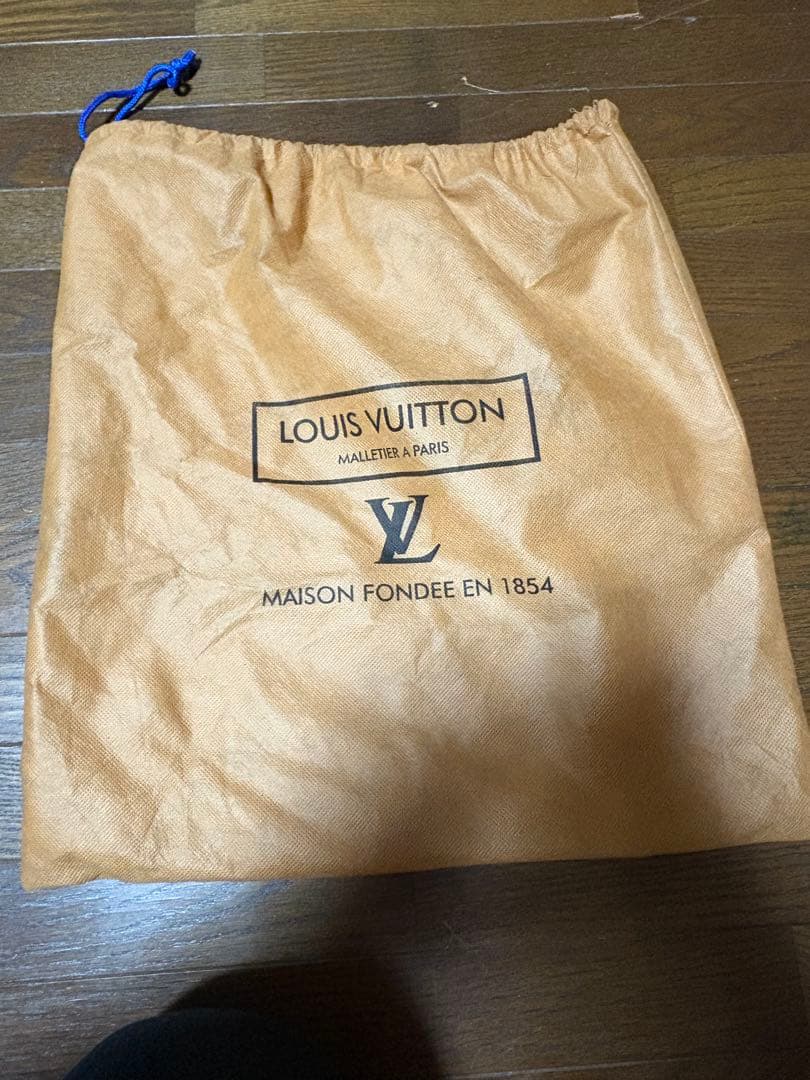 LOUIS VUITTON
MALLETIER A PARIS
LV
MAISON FONDEE EN 1854